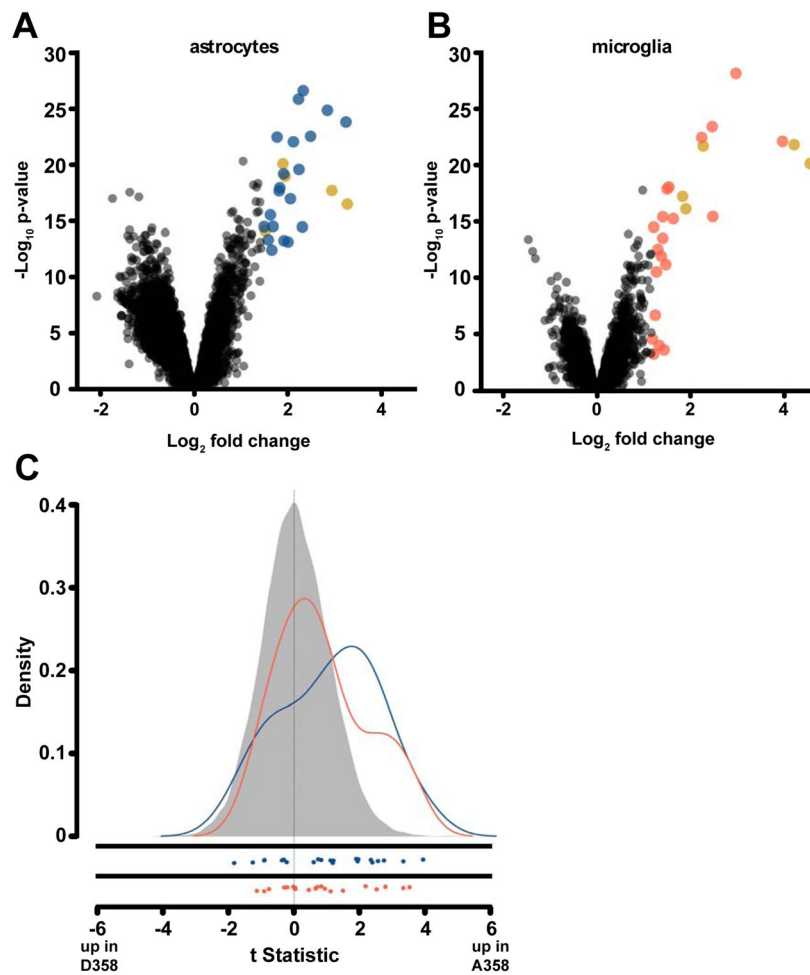 A
astrocytes
30
25
20
15
10
5
0
-Log10 p-value
-2
0
2
4
Log2 fold change
B
microglia
30
25
20
15
10
5
0
-Log10 p-value
-2
0
2
4
Log2 fold change
C
0.4
0.3
0.2
0.1
0
Density
-6
-4
-2
0
2
4
6
up in
D358
t Statistic
up in
A358